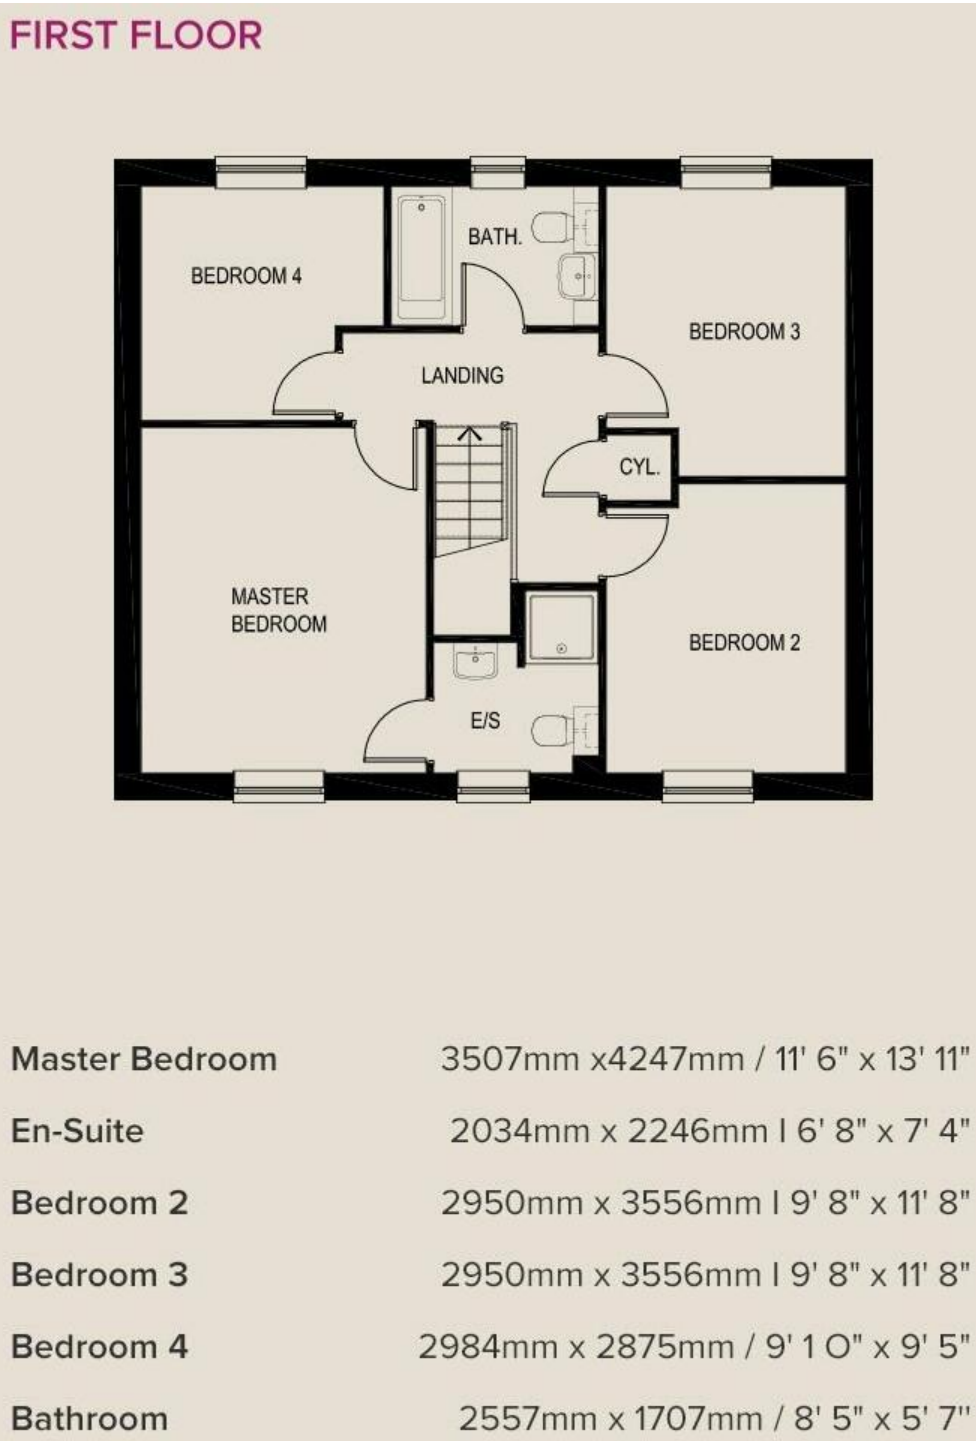 FIRST FLOOR
BEDROOM 4
BATH.
BEDROOM 3
LANDING
CYL.
MASTER
BEDROOM
BEDROOM 2
E/S
Master Bedroom 3507mm x4247mm / 11' 6" x 13' 11"
En-Suite 2034mm x 2246mm I 6' 8" x 7' 4"
Bedroom 2 2950mm x 3556mm I 9' 8" x 11' 8"
Bedroom 3 2950mm x 3556mm I 9' 8" x 11' 8"
Bedroom 4 2984mm x 2875mm / 9' 1 O" x 9' 5"
Bathroom 2557mm x 1707mm / 8' 5" x 5' 7"